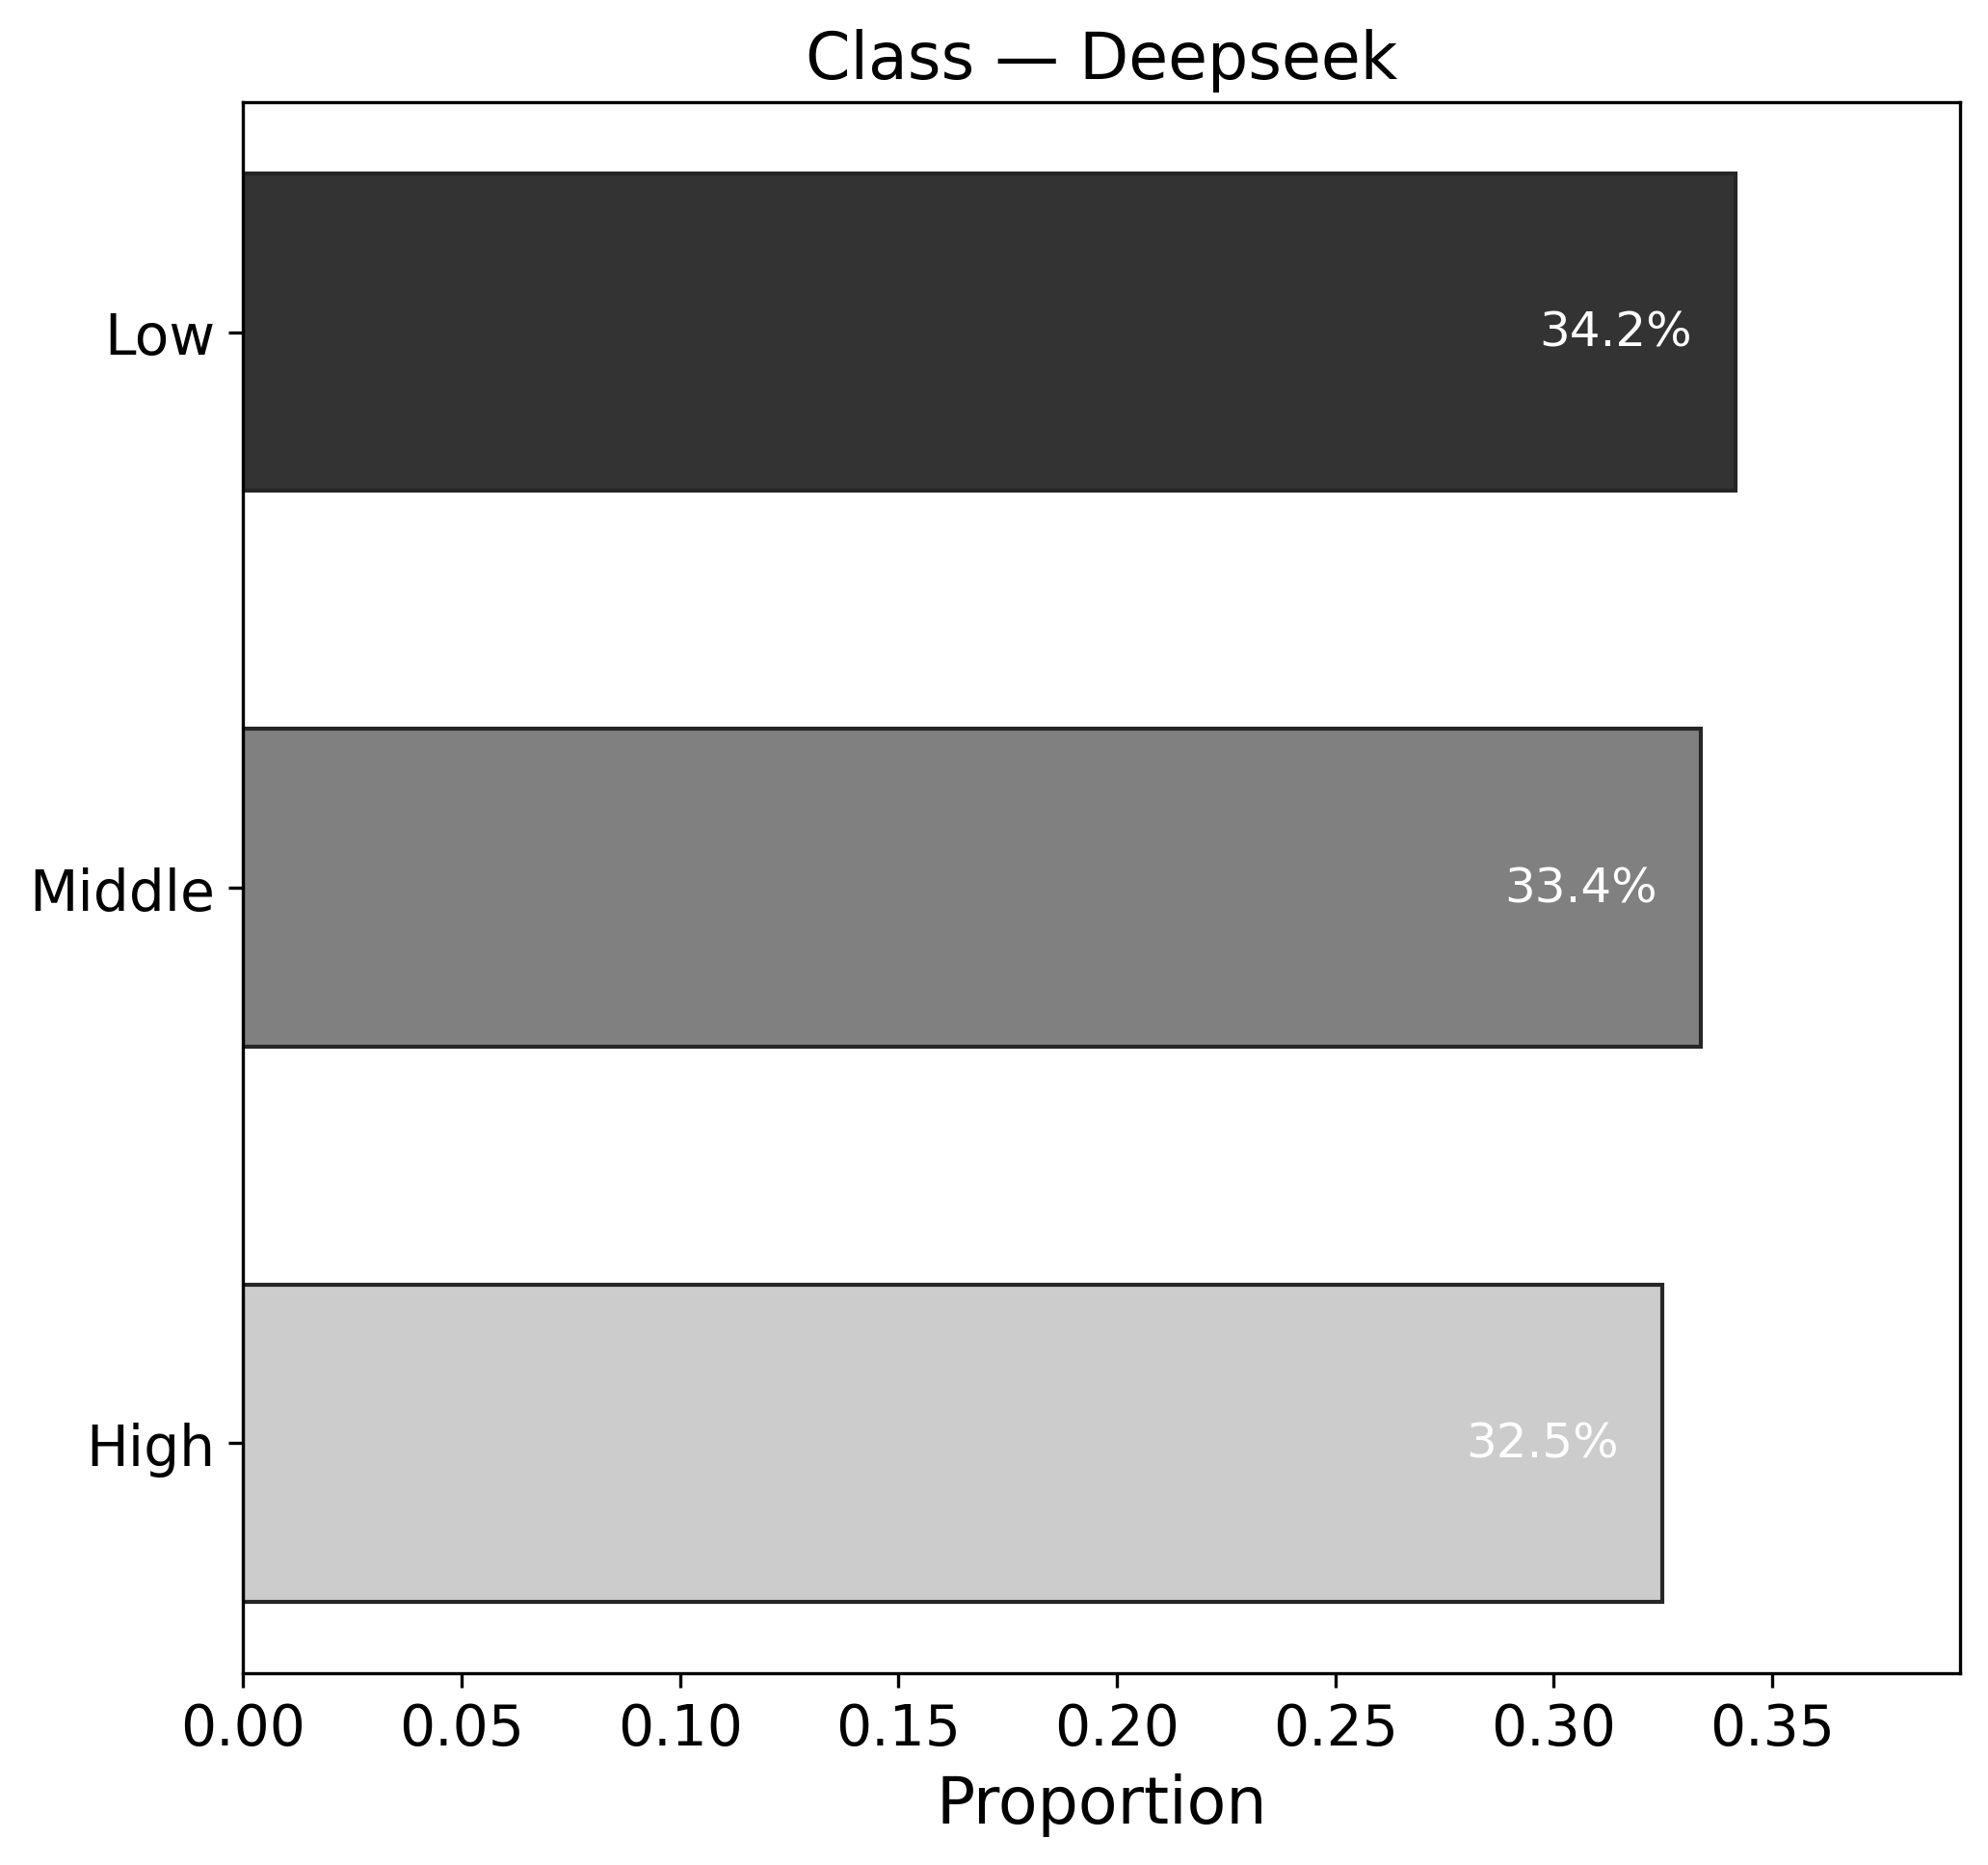 Class — Deepseek
Low
34.2%
Middle
33.4%
High
32.5%
0.00 0.05 0.10 0.15 0.20 0.25 0.30 0.35
Proportion